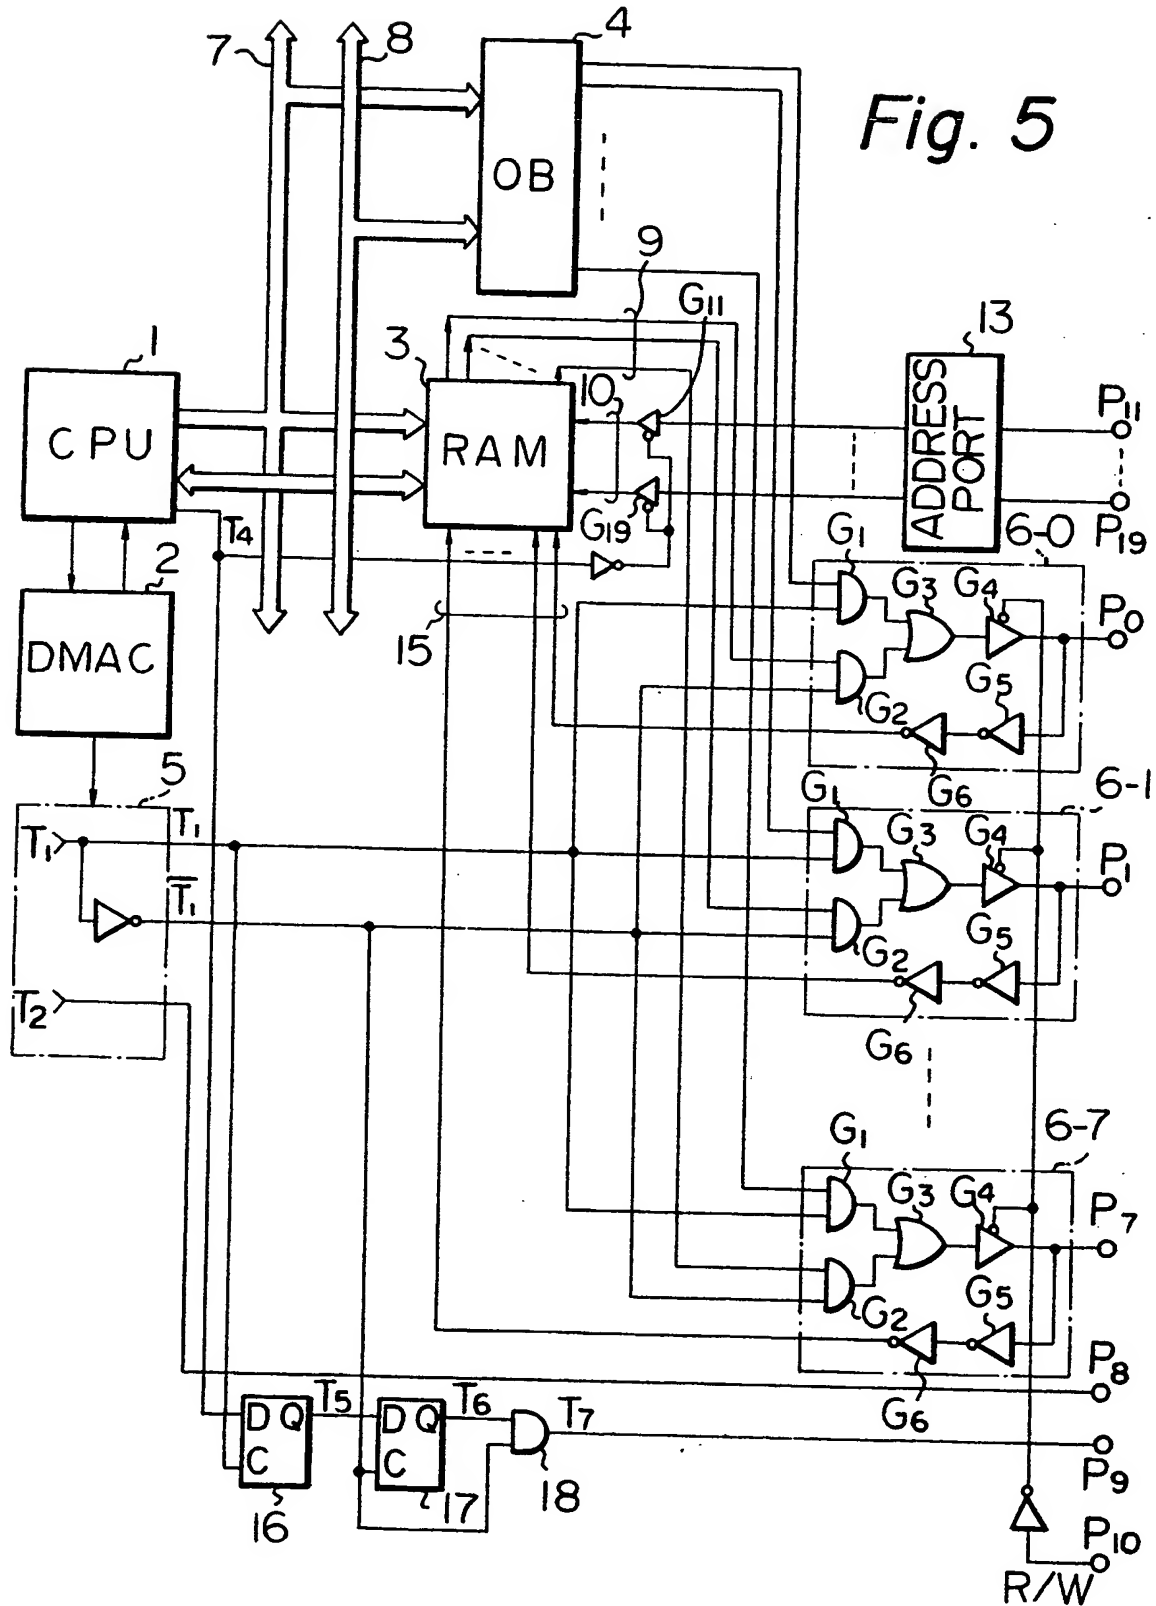 Fig. 5
7
8
4
OB
9
G11
1
3
10
13
CPU
RAM
ADDRESS PORT
P11
G19
P19
T4
2
DMAC
15
6-0
G1
G3
G4
P0
G2
G5
G6
5
T1
T1
T̅1
T2
6-1
G1
G3
G4
P1
G2
G5
G6
6-7
G1
G3
G4
P7
G2
G5
G6
P8
D Q
C
T5
D Q
C
T6
T7
16
17
18
P9
P10
R/W